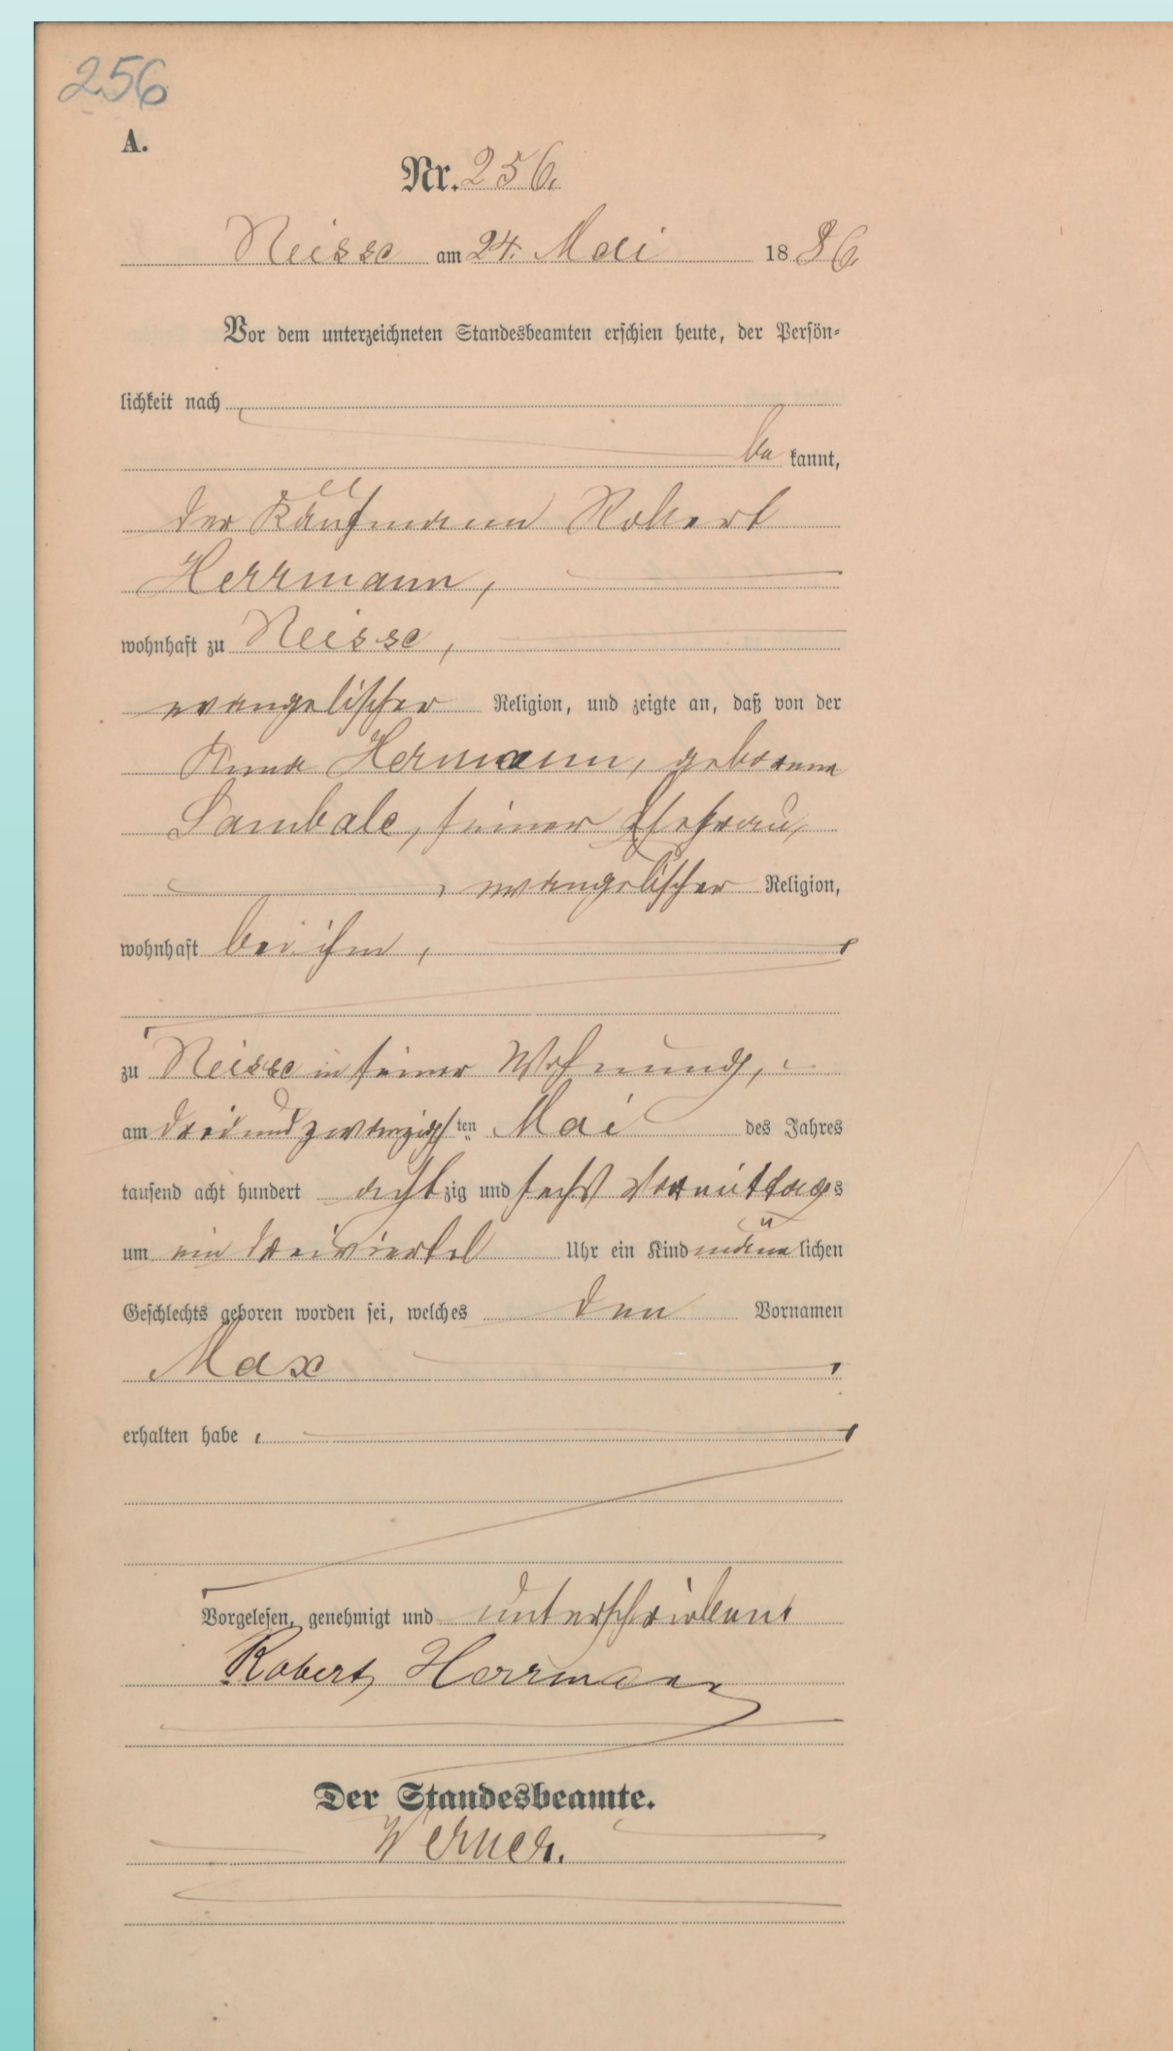 256
A.
Nr. 256.
Neisse am 24. Mai 1886.
Vor dem unterzeichneten Standesbeamten erschien heute, der Persön-
lichkeit nach
bekannt,
der Kaufmann Robert
Herrmann,
wohnhaft zu Neisse,
evangelischer Religion, und zeigte an, daß von der
Anna Herrmann, geborene
Sambale, seiner Ehefrau,
, evangelischer Religion,
wohnhaft bei ihm,
zu Neisse in seiner Wohnung,
am dreiundzwanzigsten Mai des Jahres
tausend acht hundert achtzig und sechs Vormittags
um ein dreiviertel Uhr ein Kind männlichen
Geschlechts geboren worden sei, welches den Vornamen
Max
erhalten habe.
Vorgelesen, genehmigt und unterschrieben
Robert Herrmann
Der Standesbeamte.
Werner.